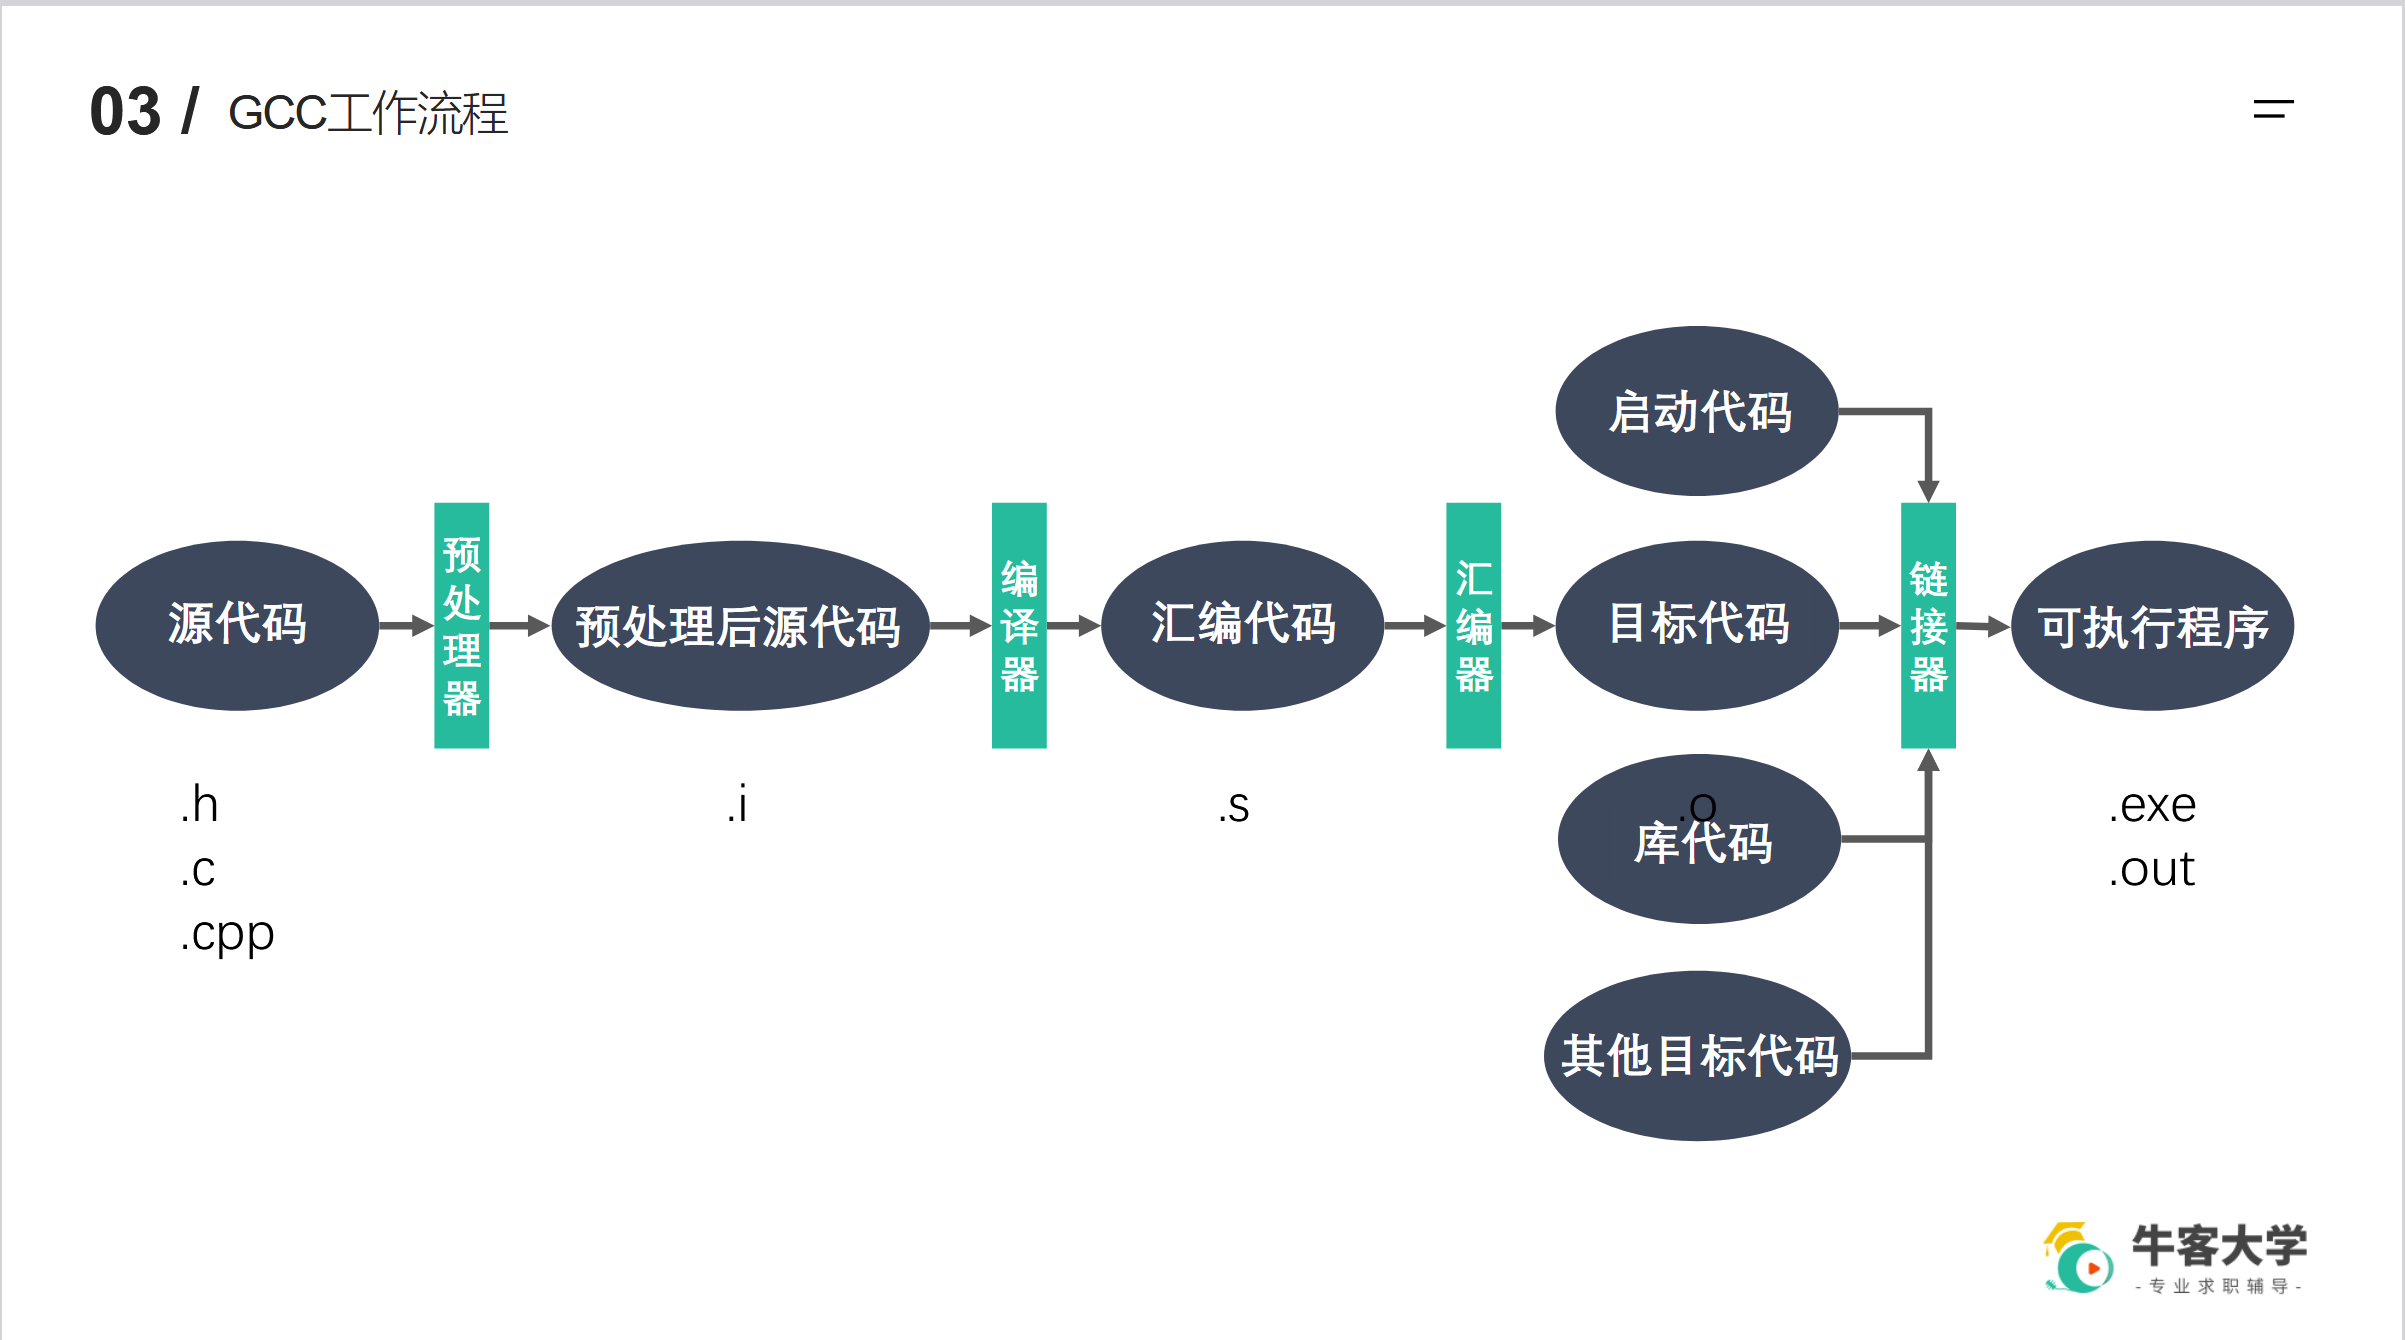 03 / GCC工作流程
启动代码
源代码
预处理器
预处理后源代码
编译器
汇编代码
汇编器
目标代码
链接器
可执行程序
.h
.c
.cpp
.i
.s
.o
库代码
.exe
.out
其他目标代码
牛客大学
-专业求职辅导-